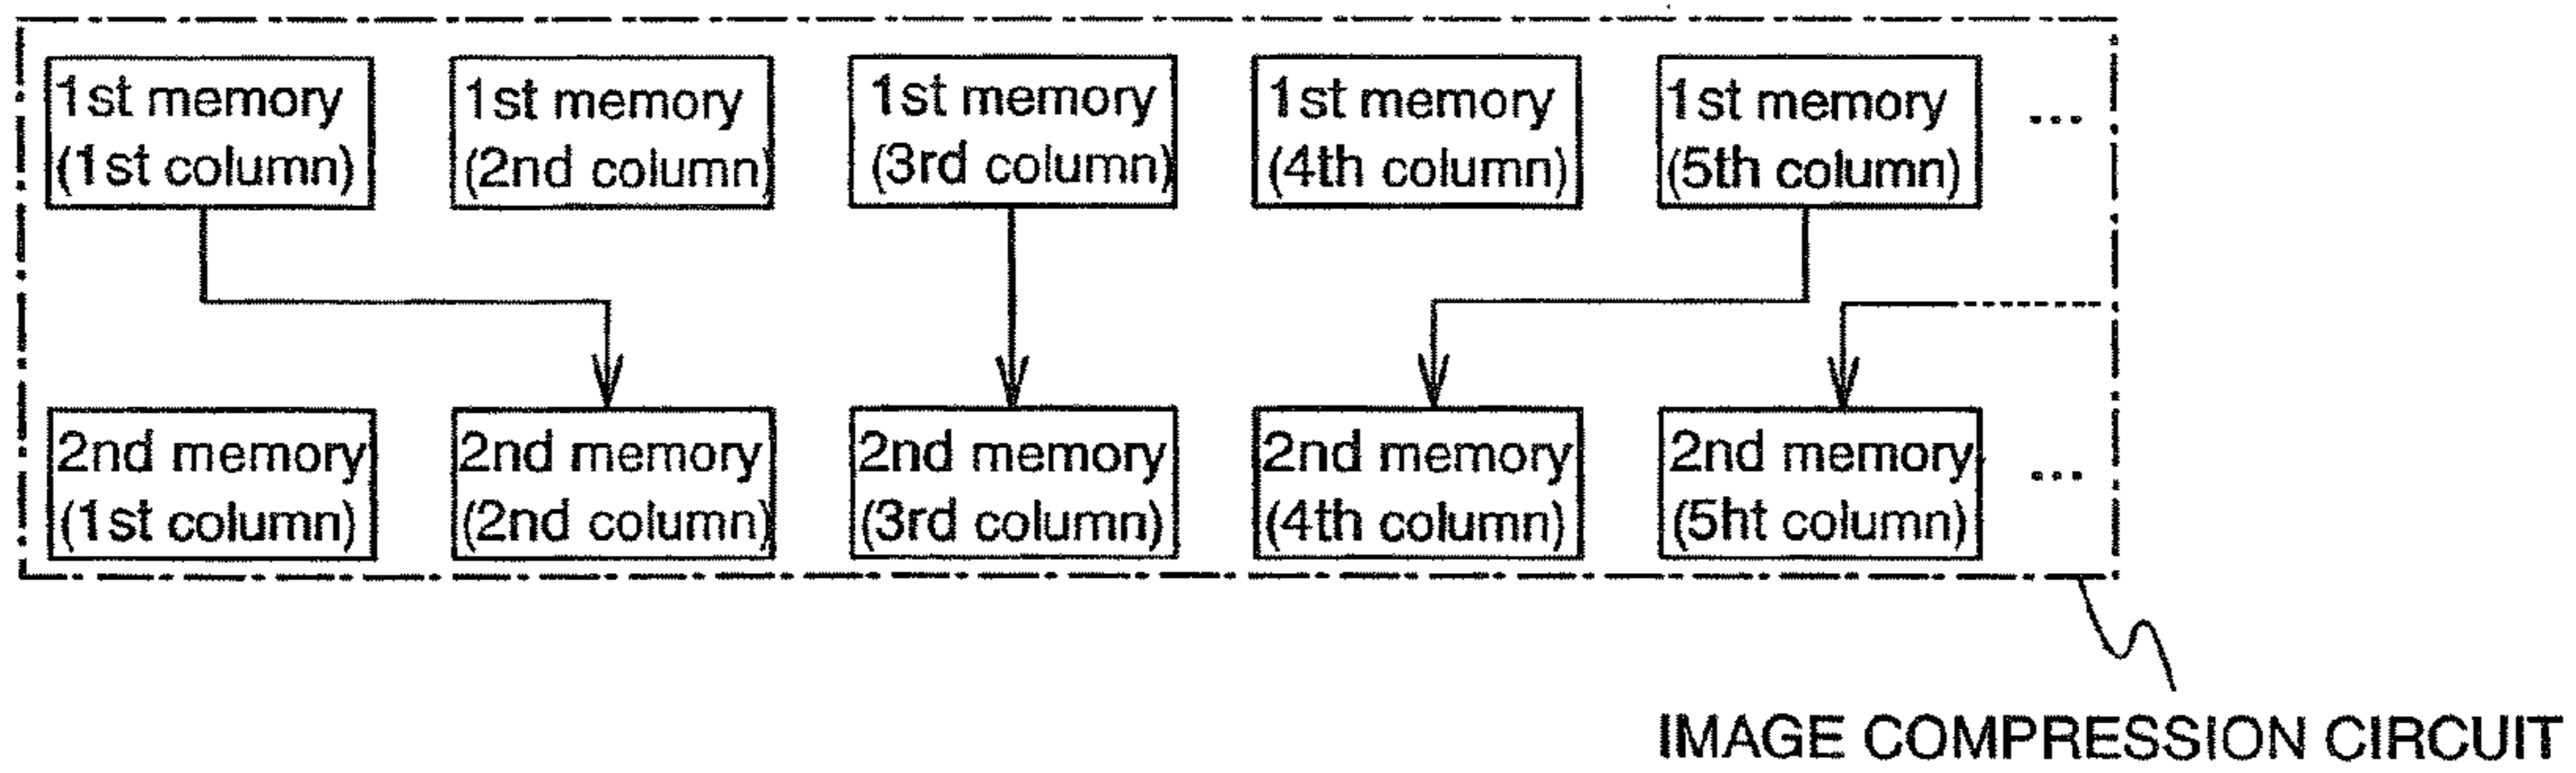 1st memory
(1st column)
1st memory
(2nd column)
1st memory
(3rd column)
1st memory
(4th column)
1st memory
(5th column)
...
2nd memory
(1st column)
2nd memory
(2nd column)
2nd memory
(3rd column)
2nd memory
(4th column)
2nd memory
(5ht column)
...
IMAGE COMPRESSION CIRCUIT